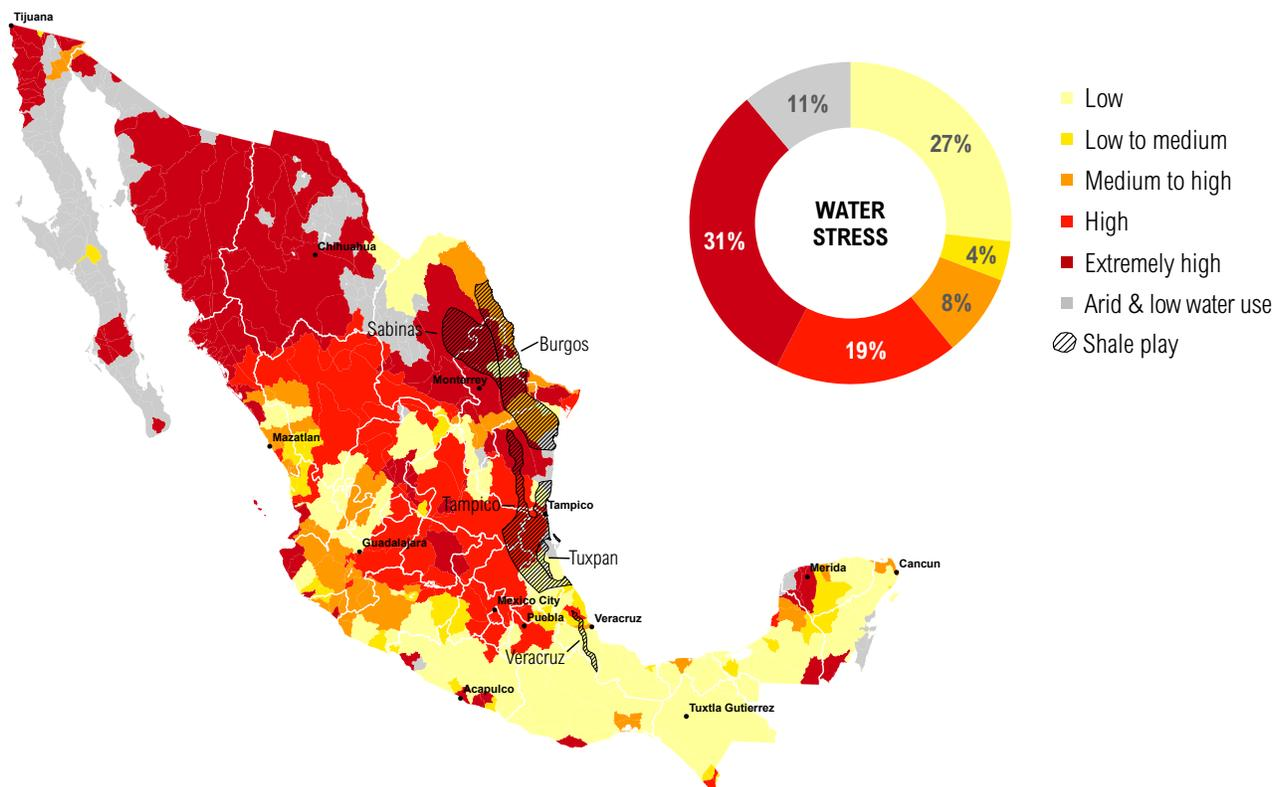 Tijuana
Chihuahua
Sabinas
Burgos
Monterrey
Mazatlan
Tampico
Tampico
Guadalajara
Tuxpan
Mexico City
Puebla
Veracruz
Veracruz
Acapulco
Tuxtla Gutierrez
Merida
Cancun
WATER
STRESS
11%
27%
4%
8%
19%
31%
Low
Low to medium
Medium to high
High
Extremely high
Arid & low water use
Shale play